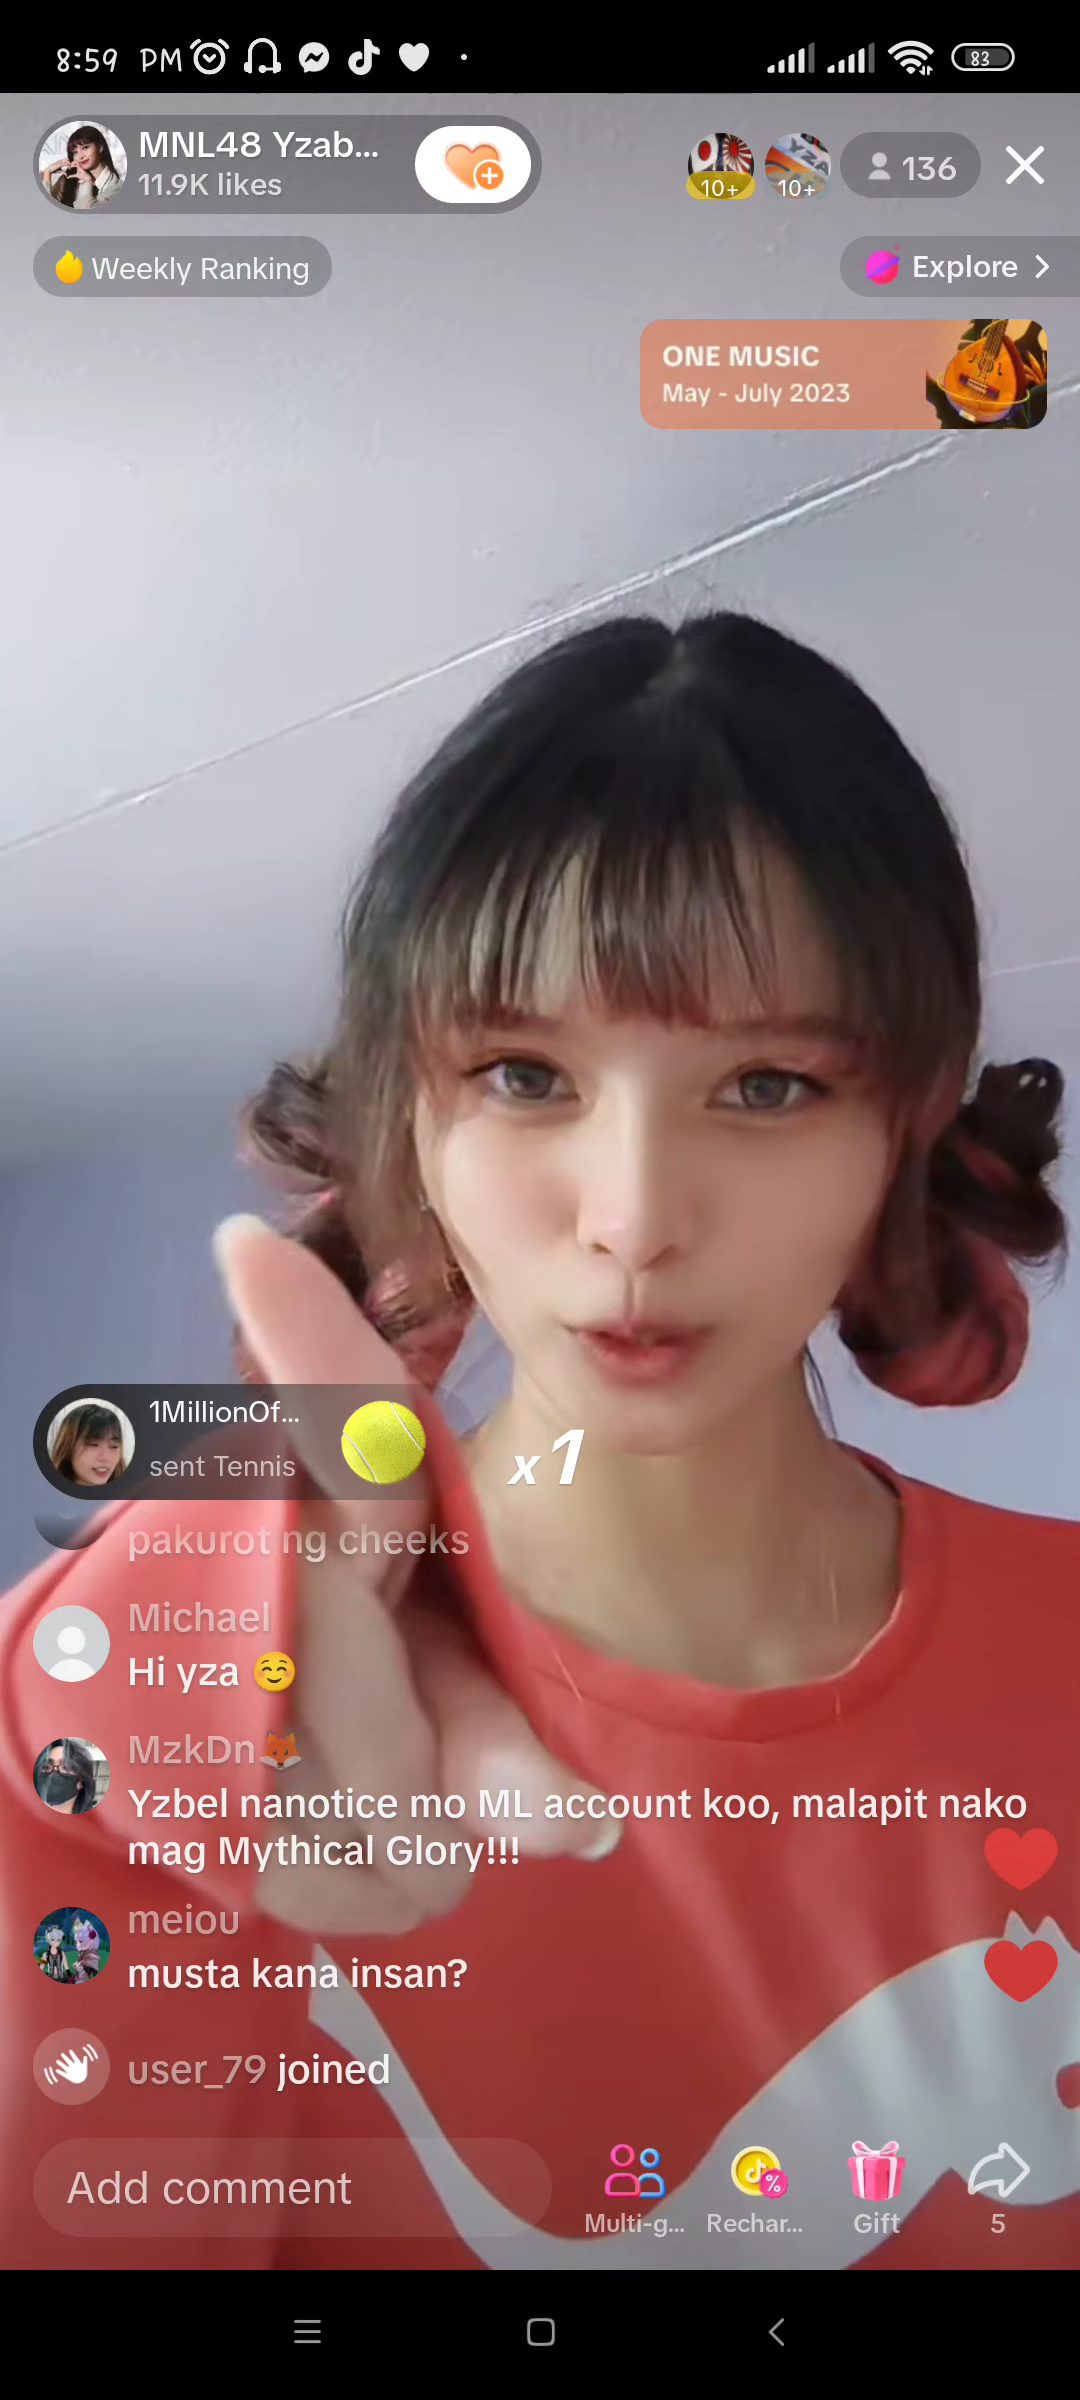 8:59 PM
83
MNL48 Yzab...
11.9K likes
10+
10+
136
Weekly Ranking
Explore
ONE MUSIC
May - July 2023
1MillionOf...
sent Tennis
x1
pakurot ng cheeks
Michael
Hi yza ☺️
MzkDn🦊
Yzbel nanotice mo ML account koo, malapit nako
mag Mythical Glory!!!
meiou
musta kana insan?
user_79 joined
Add comment
Multi-g...
Rechar...
Gift
5